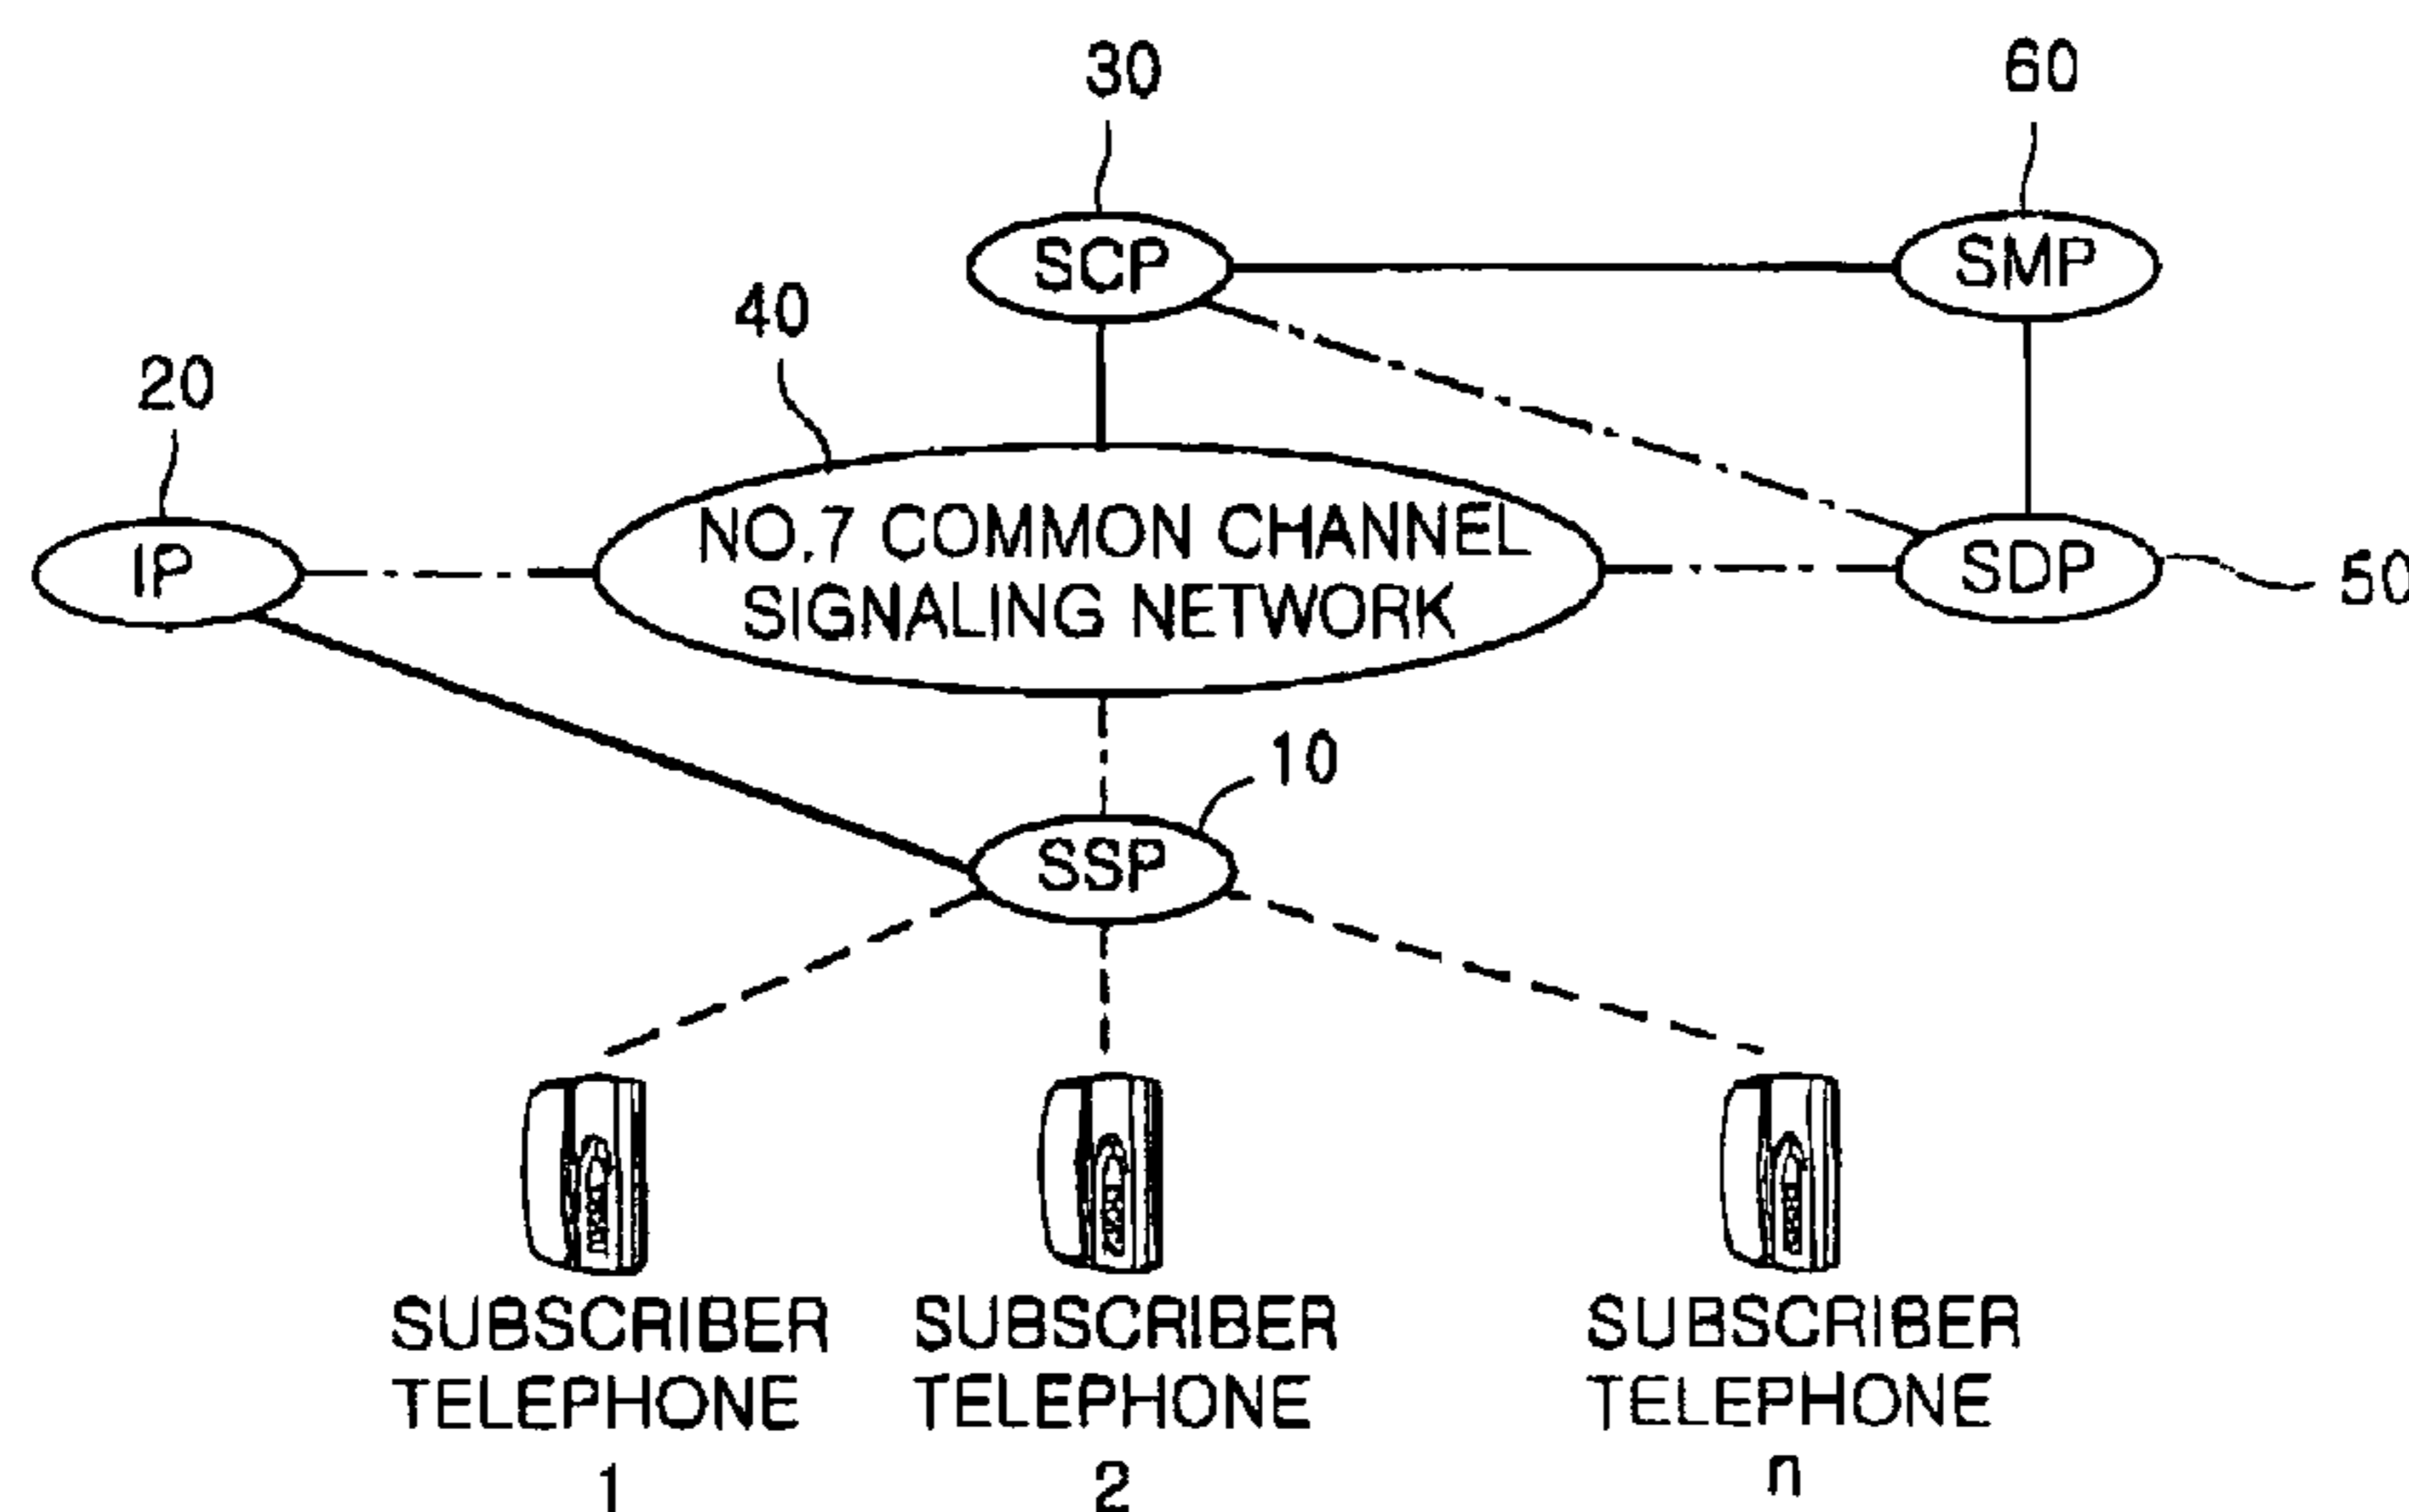 30
60
SCP
SMP
40
20
NO.7 COMMON CHANNEL
SIGNALING NETWORK
IP
SDP
50
10
SSP
SUBSCRIBER
TELEPHONE
1
SUBSCRIBER
TELEPHONE
2
SUBSCRIBER
TELEPHONE
n